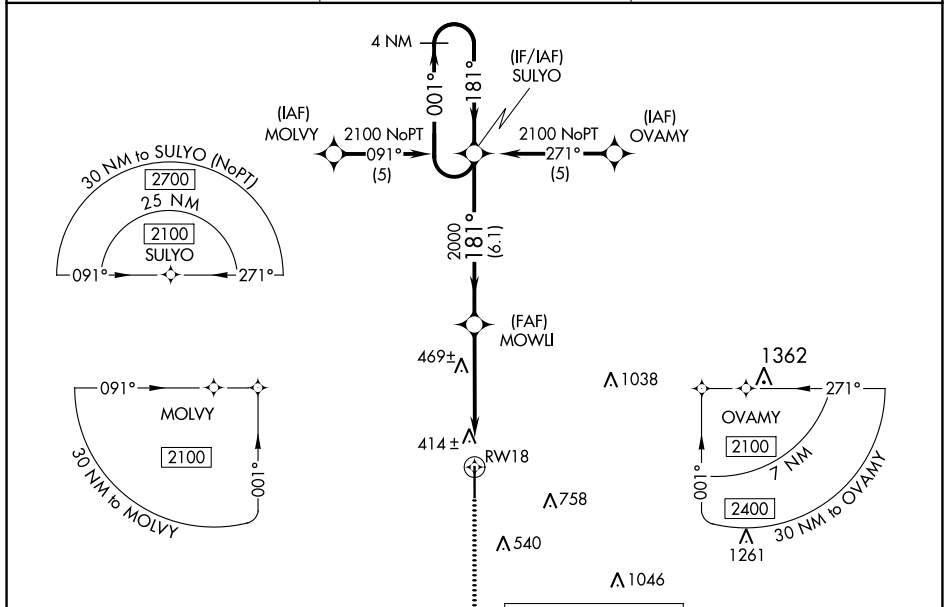 4 NM
001°
181°
(IF/IAF)
SULYO
(IAF)
MOLVY
2100 NoPT
091°
(5)
2100 NoPT
271°
(5)
(IAF)
OVAMY
30 NM to SULYO (NoPT)
2700
25 NM
2100
SULYO
091°
271°
2000
181°
(6.1)
(FAF)
MOWLI
469±
1038
1362
414±
RW18
091°
MOLVY
2100
001°
30 NM to MOLVY
271°
OVAMY
2100
7 NM
001°
2400
30 NM to OVAMY
1261
758
540
1046